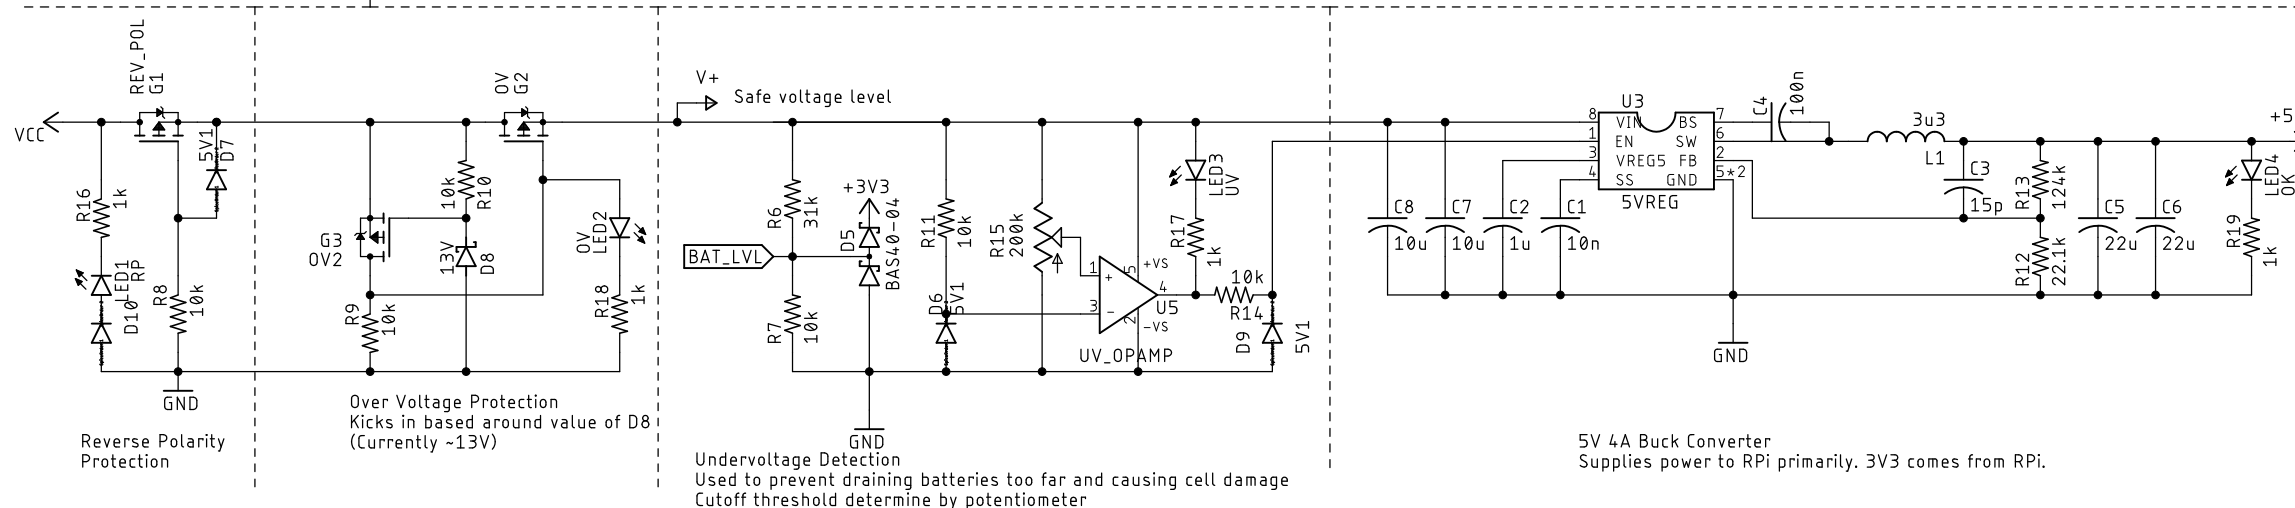 VCC
REV_POL
G1
R16
1k
LED1
RP
D10
R8
10k
5V1
D7
GND
Reverse Polarity
Protection
OV
G2
10k
R10
G3
OV2
13V
D8
R9
10k
OV
LED2
R18
1k
Over Voltage Protection
Kicks in based around value of D8
(Currently ~13V)
V+
Safe voltage level
R6
31k
+3V3
D5
BAS40-04
BAT_LVL
R7
10k
R11
10k
D6
5V1
R15
200k
1
+
3
-
5
+VS
4
U5
2
-VS
UV_OPAMP
LED3
UV
R17
1k
10k
R14
D9
5V1
GND
Undervoltage Detection
Used to prevent draining batteries too far and causing cell damage
Cutoff threshold determine by potentiometer
U3
8 VIN BS 7
1 EN SW 6
3 VREG5 FB 2
4 SS GND 5*2
5VREG
C4
100n
3u3
L1
C8
10u
C7
10u
C2
1u
C1
10n
C3
15p
R13
124k
R12
22.1k
C5
22u
C6
22u
+5
LED4
OK
R19
1k
GND
5V 4A Buck Converter
Supplies power to RPi primarily. 3V3 comes from RPi.